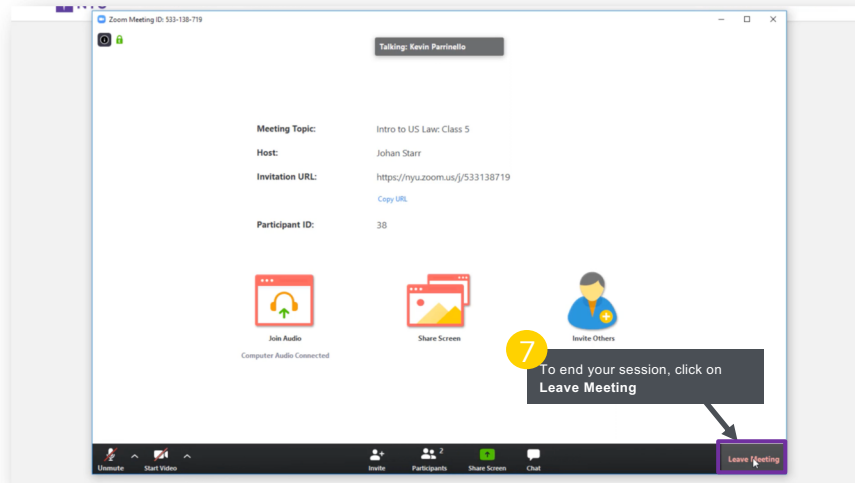 Zoom Meeting ID: 533-138-719
Talking: Kevin Parrinello
Meeting Topic: Intro to US Law: Class 5
Host: Johan Starr
Invitation URL: https://nyu.zoom.us/j/533138719
Copy URL
Participant ID: 38
Join Audio
Share Screen
Invite Others
Computer Audio Connected
7
To end your session, click on
Leave Meeting
Unmute
Start Video
Invite
Participants 2
Share Screen
Chat
Leave Meeting